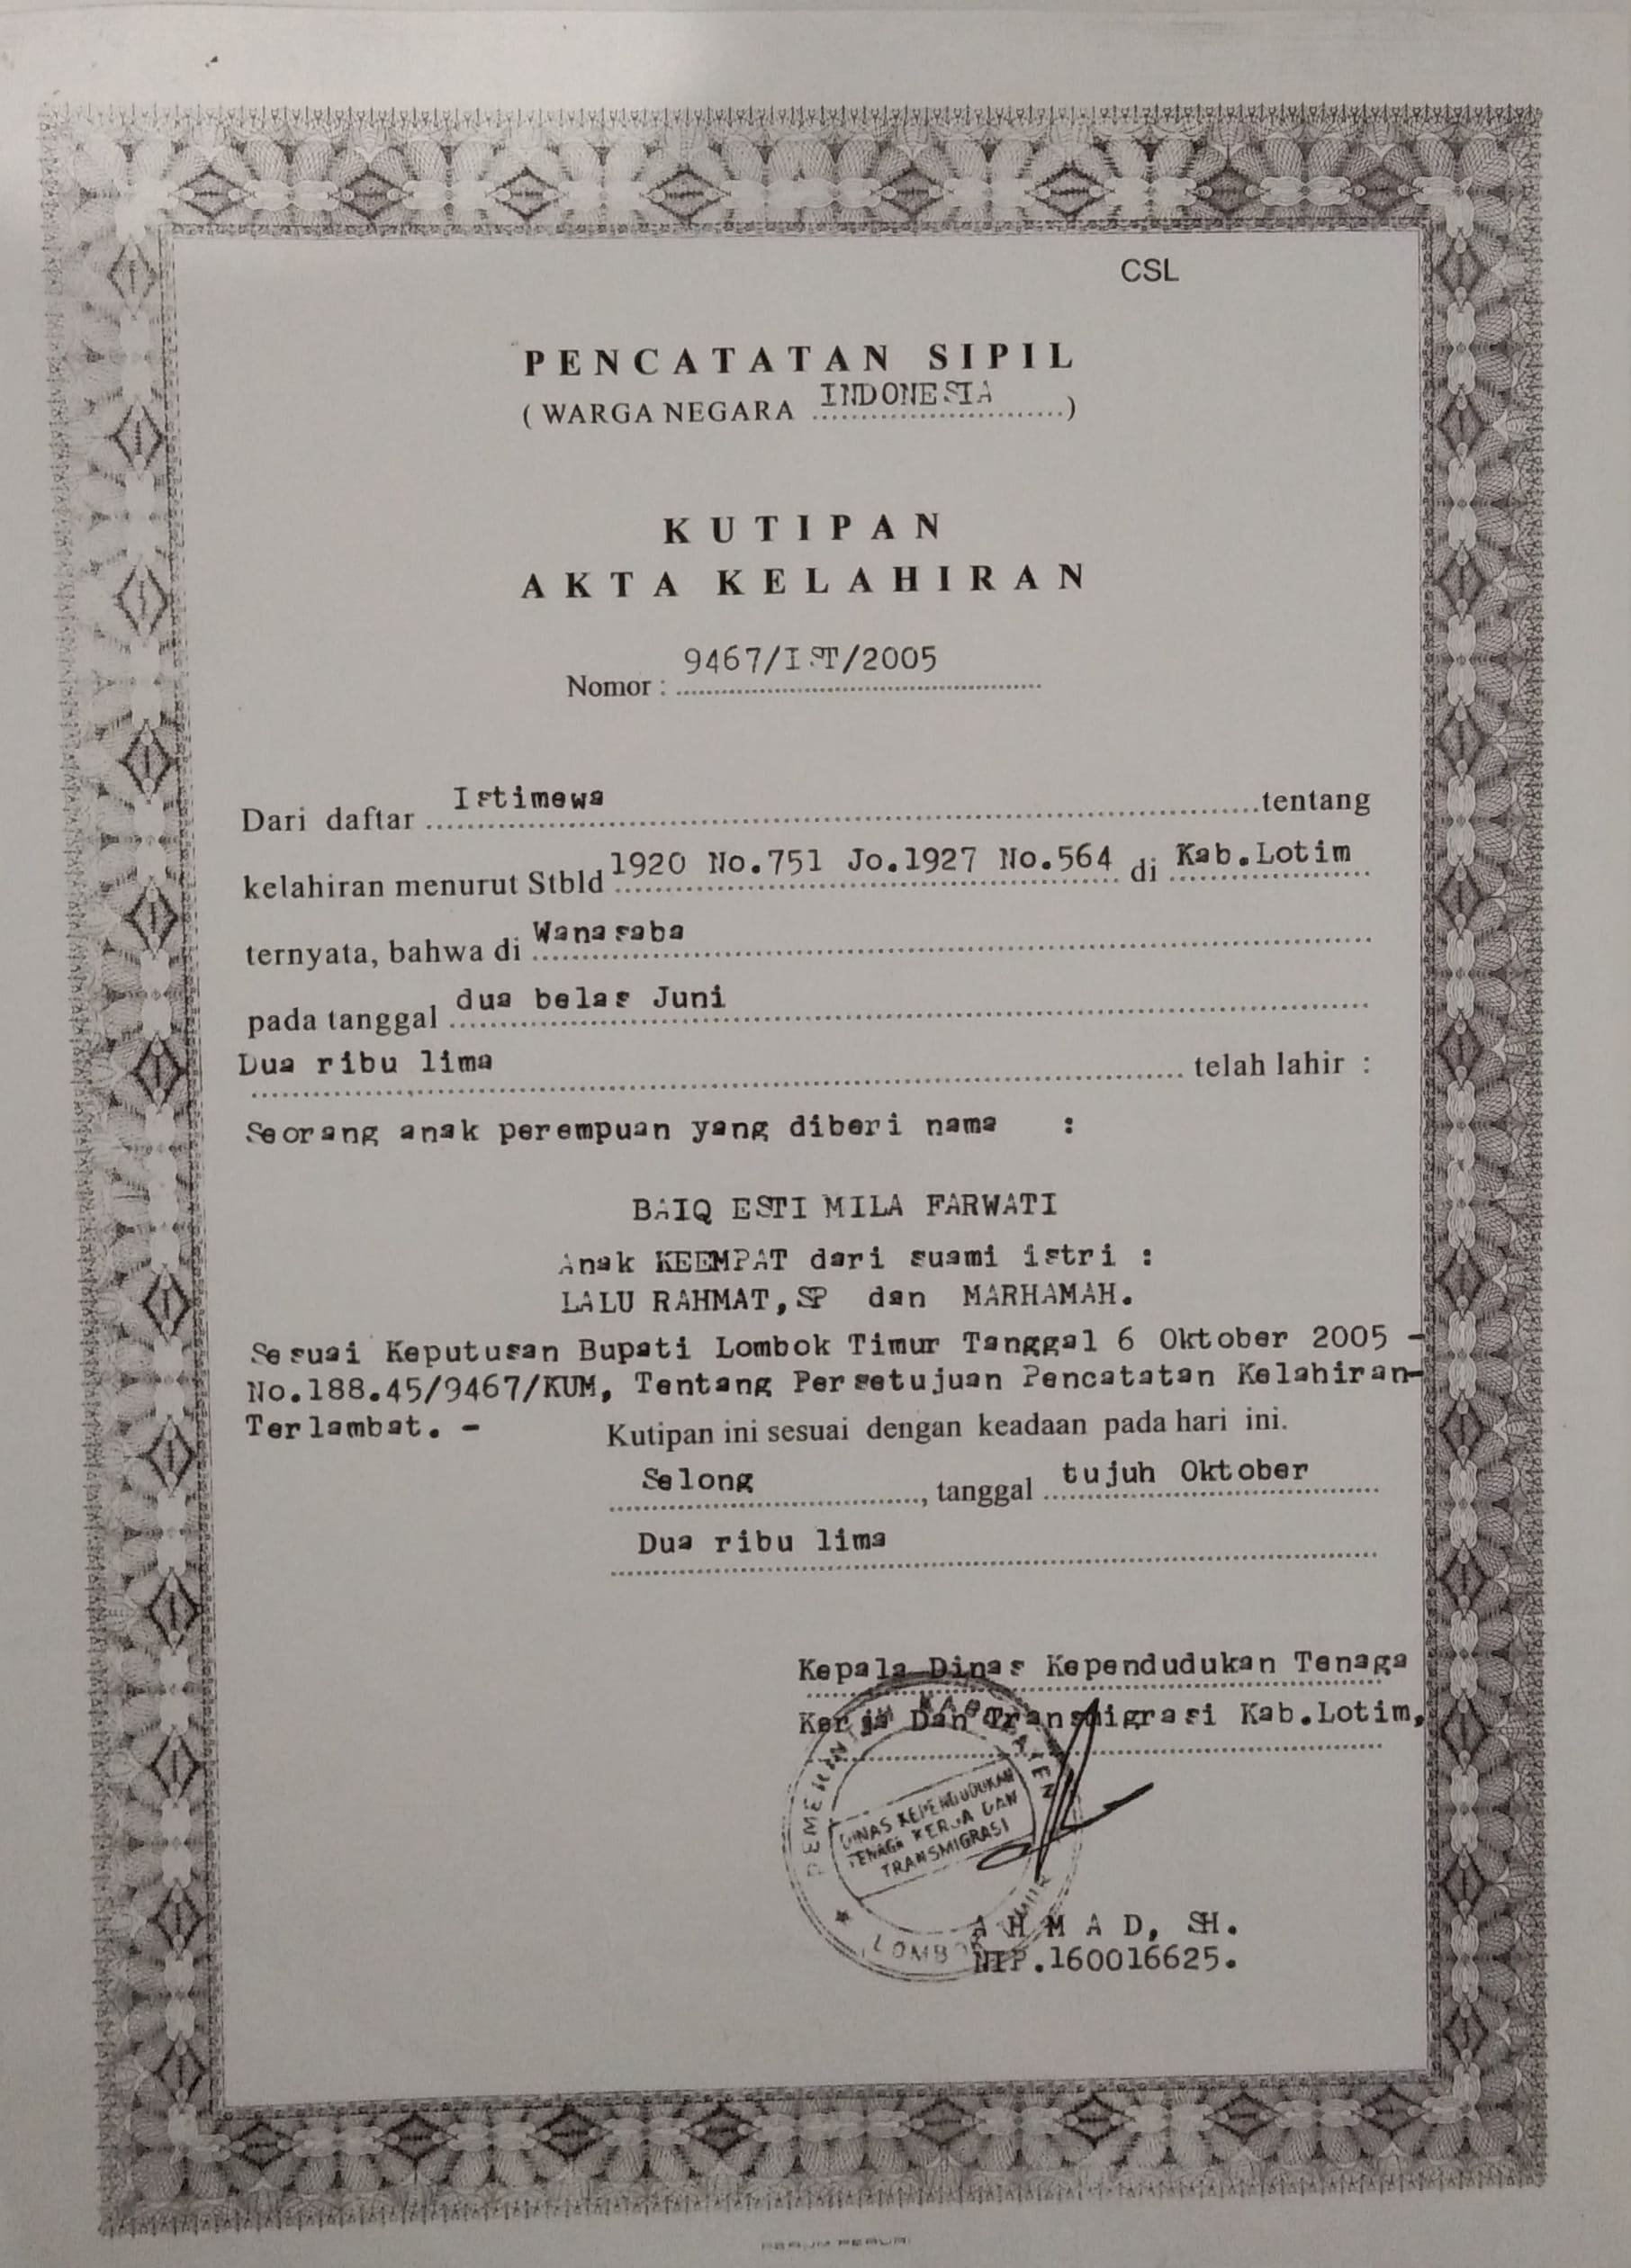 CSL
PENCATATAN SIPIL
( WARGA NEGARA INDONESIA )
KUTIPAN
AKTA KELAHIRAN
Nomor : 9467/IST/2005
Dari daftar Istimewa tentang
kelahiran menurut Stbld 1920 No.751 Jo.1927 No.564 di Kab.Lotim
ternyata, bahwa di Wanasaba
pada tanggal dua belas Juni
Dua ribu lima telah lahir :
Seorang anak perempuan yang diberi nama :
BAIQ ESTI MILA FARWATI
Anak KEEMPAT dari suami istri :
LALU RAHMAT,SP dan MARHAMAH.
Sesuai Keputusan Bupati Lombok Timur Tanggal 6 Oktober 2005 -
No.188.45/9467/KUM, Tentang Persetujuan Pencatatan Kelahiran-
Terlambat. -
Kutipan ini sesuai dengan keadaan pada hari ini.
Selong, tanggal tujuh Oktober
Dua ribu lima
Kepala Dinas Kependudukan Tenaga
Kerja Dan Transmigrasi Kab.Lotim,
PEMERINTAH KABUPATEN
DINAS KEPENDUDUKAN
TENAGA KERJA DAN
TRANSMIGRASI
LOMBOK TIMUR
A H M A D, SH.
NIP.160016625.
PERUM PERURI